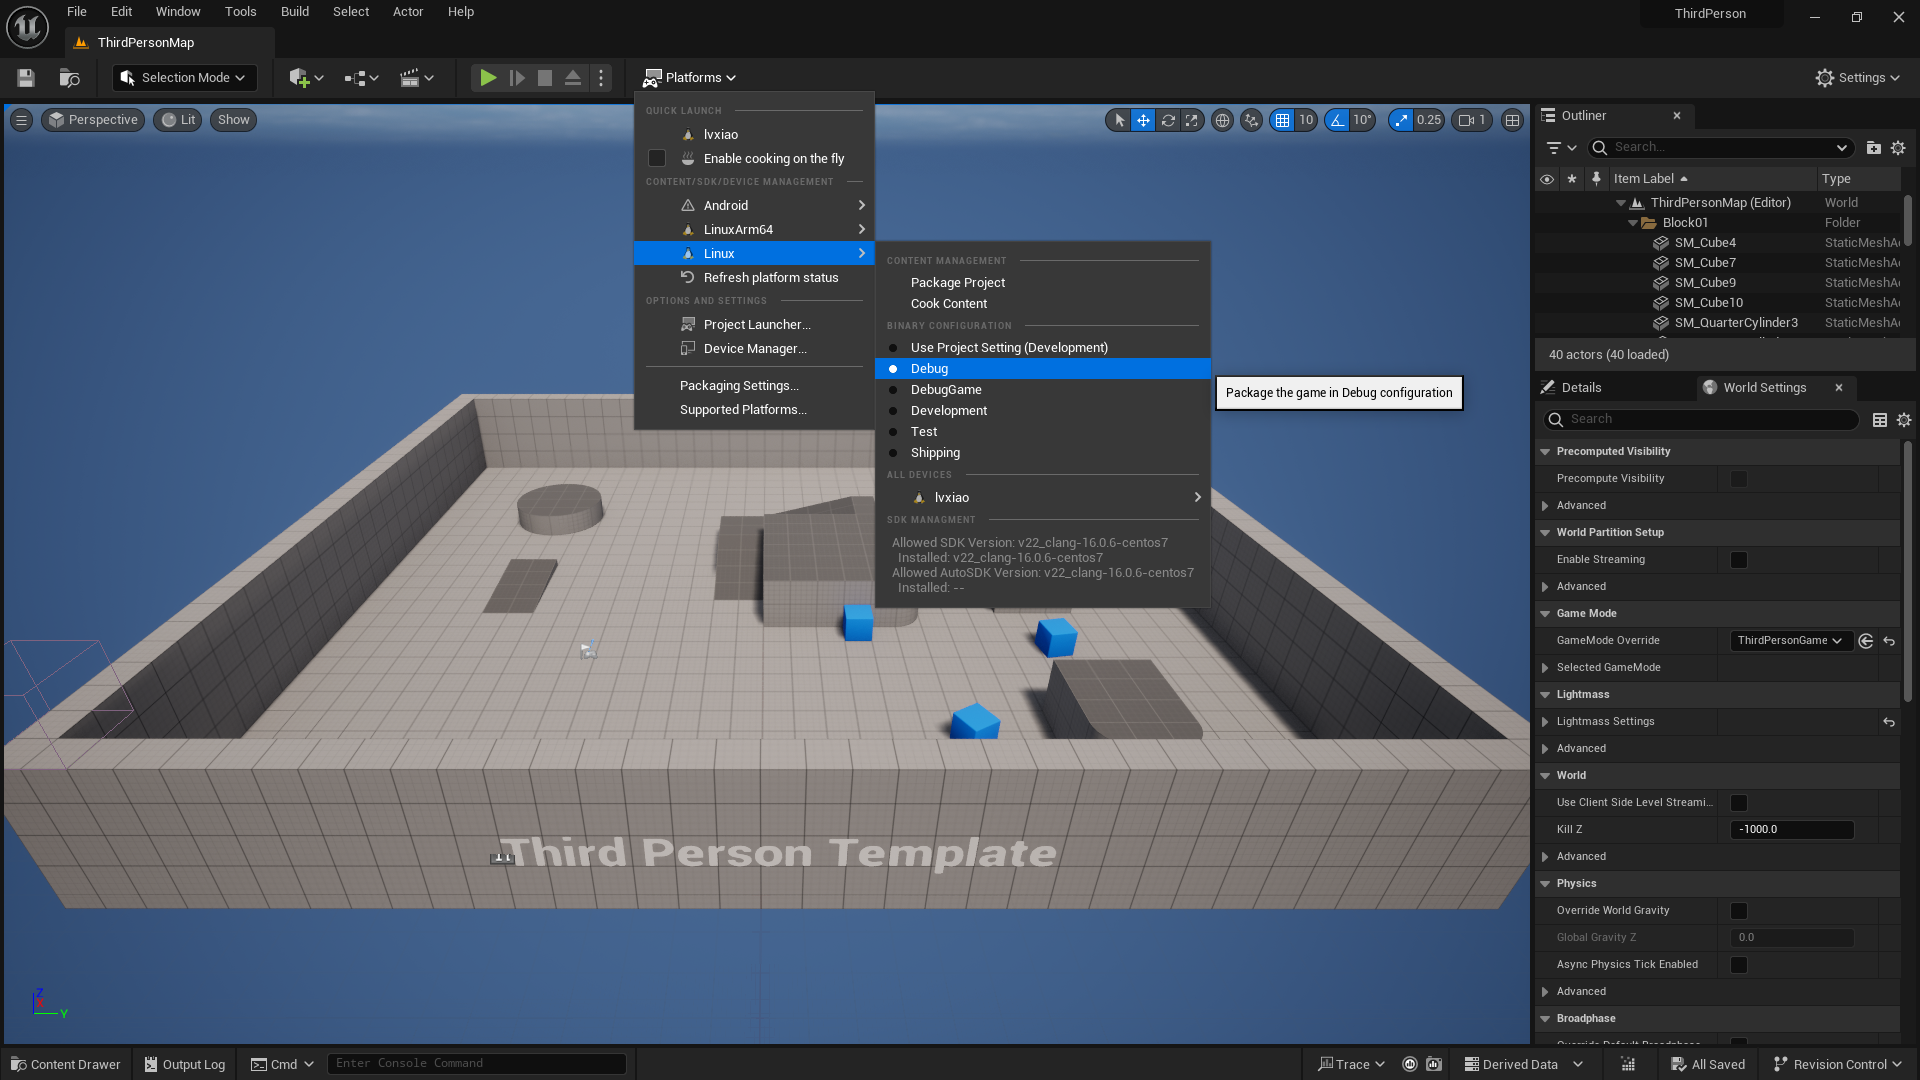 File Edit Window Tools Build Select Actor Help
ThirdPerson
ThirdPersonMap
Selection Mode
Platforms
Settings
Perspective
Lit
Show
10
10°
0.25
1
QUICK LAUNCH
lvxiao
Enable cooking on the fly
CONTENT/SDK/DEVICE MANAGEMENT
Android
LinuxArm64
Linux
Refresh platform status
OPTIONS AND SETTINGS
Project Launcher...
Device Manager...
Packaging Settings...
Supported Platforms...
CONTENT MANAGEMENT
Package Project
Cook Content
BINARY CONFIGURATION
Use Project Setting (Development)
Debug
DebugGame
Development
Test
Shipping
ALL DEVICES
lvxiao
SDK MANAGMENT
Allowed SDK Version: v22_clang-16.0.6-centos7
Installed: v22_clang-16.0.6-centos7
Allowed AutoSDK Version: v22_clang-16.0.6-centos7
Installed: --
Package the game in Debug configuration
Third Person Template
Z
X
Y
Outliner
Search...
Item Label Type
ThirdPersonMap (Editor) World
Block01 Folder
SM_Cube4 StaticMeshA
SM_Cube7 StaticMeshA
SM_Cube9 StaticMeshA
SM_Cube10 StaticMeshA
SM_QuarterCylinder3 StaticMeshA
40 actors (40 loaded)
Details
World Settings
Search
Precomputed Visibility
Precompute Visibility
Advanced
World Partition Setup
Enable Streaming
Advanced
Game Mode
GameMode Override ThirdPersonGame
Selected GameMode
Lightmass
Lightmass Settings
Advanced
World
Use Client Side Level Streami...
Kill Z -1000.0
Advanced
Physics
Override World Gravity
Global Gravity Z 0.0
Async Physics Tick Enabled
Advanced
Broadphase
Override Default Broadphase
Content Drawer
Output Log
Cmd
Enter Console Command
Trace
Derived Data
All Saved
Revision Control